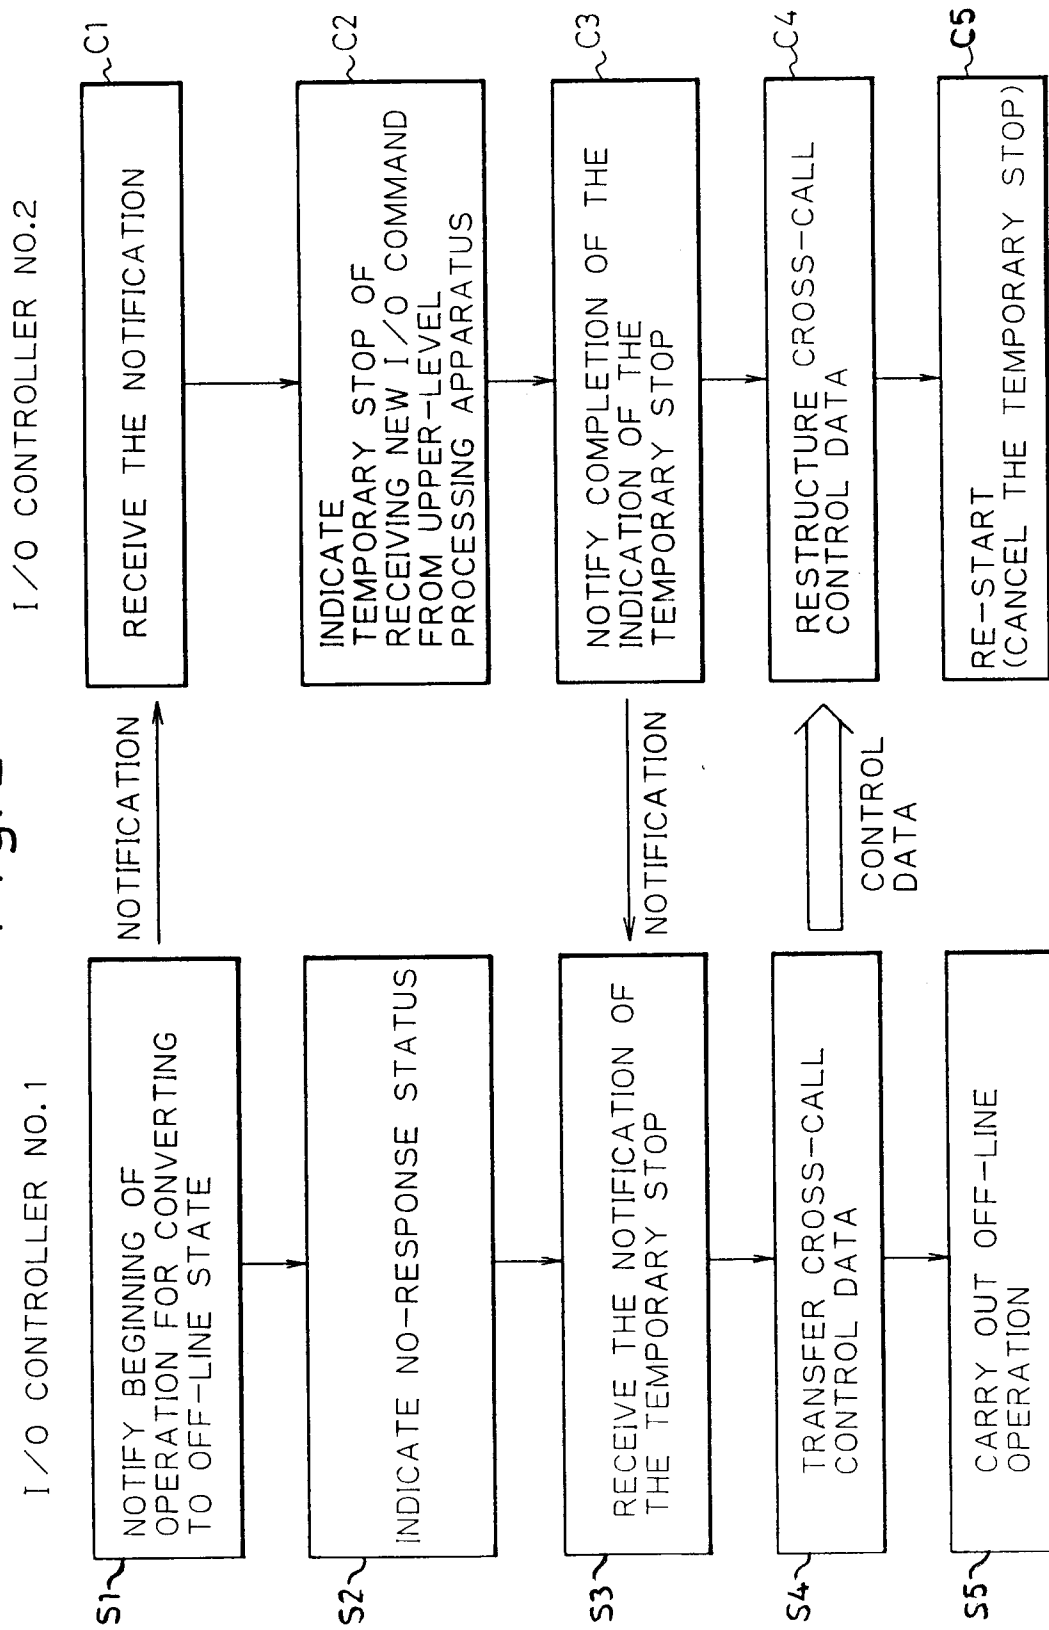 I/O CONTROLLER NO.1
S1
NOTIFY BEGINNING OF
OPERATION FOR CONVERTING
TO OFF-LINE STATE
S2
INDICATE NO-RESPONSE STATUS
S3
RECEIVE THE NOTIFICATION OF
THE TEMPORARY STOP
S4
TRANSFER CROSS-CALL
CONTROL DATA
S5
CARRY OUT OFF-LINE
OPERATION
NOTIFICATION
NOTIFICATION
CONTROL
DATA
I/O CONTROLLER NO.2
C1
RECEIVE THE NOTIFICATION
C2
INDICATE
TEMPORARY STOP OF
RECEIVING NEW I/O COMMAND
FROM UPPER-LEVEL
PROCESSING APPARATUS
C3
NOTIFY COMPLETION OF THE
INDICATION OF THE
TEMPORARY STOP
C4
RESTRUCTURE CROSS-CALL
CONTROL DATA
C5
RE-START
(CANCEL THE TEMPORARY STOP)